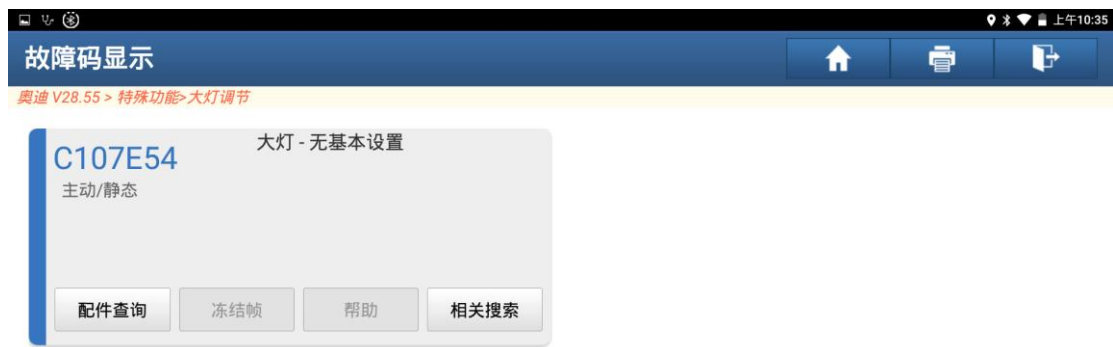 上午10:35
故障码显示
奥迪 V28.55 > 特殊功能>大灯调节
C107E54
大灯 - 无基本设置
主动/静态
配件查询 冻结帧 帮助 相关搜索